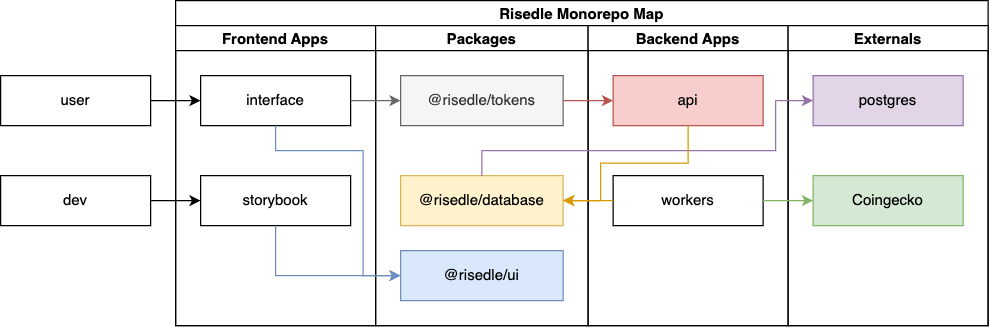 Risedle Monorepo Map
Frontend Apps
Packages
Backend Apps
Externals
user
interface
@risedle/tokens
api
postgres
dev
storybook
@risedle/database
workers
Coingecko
@risedle/ui